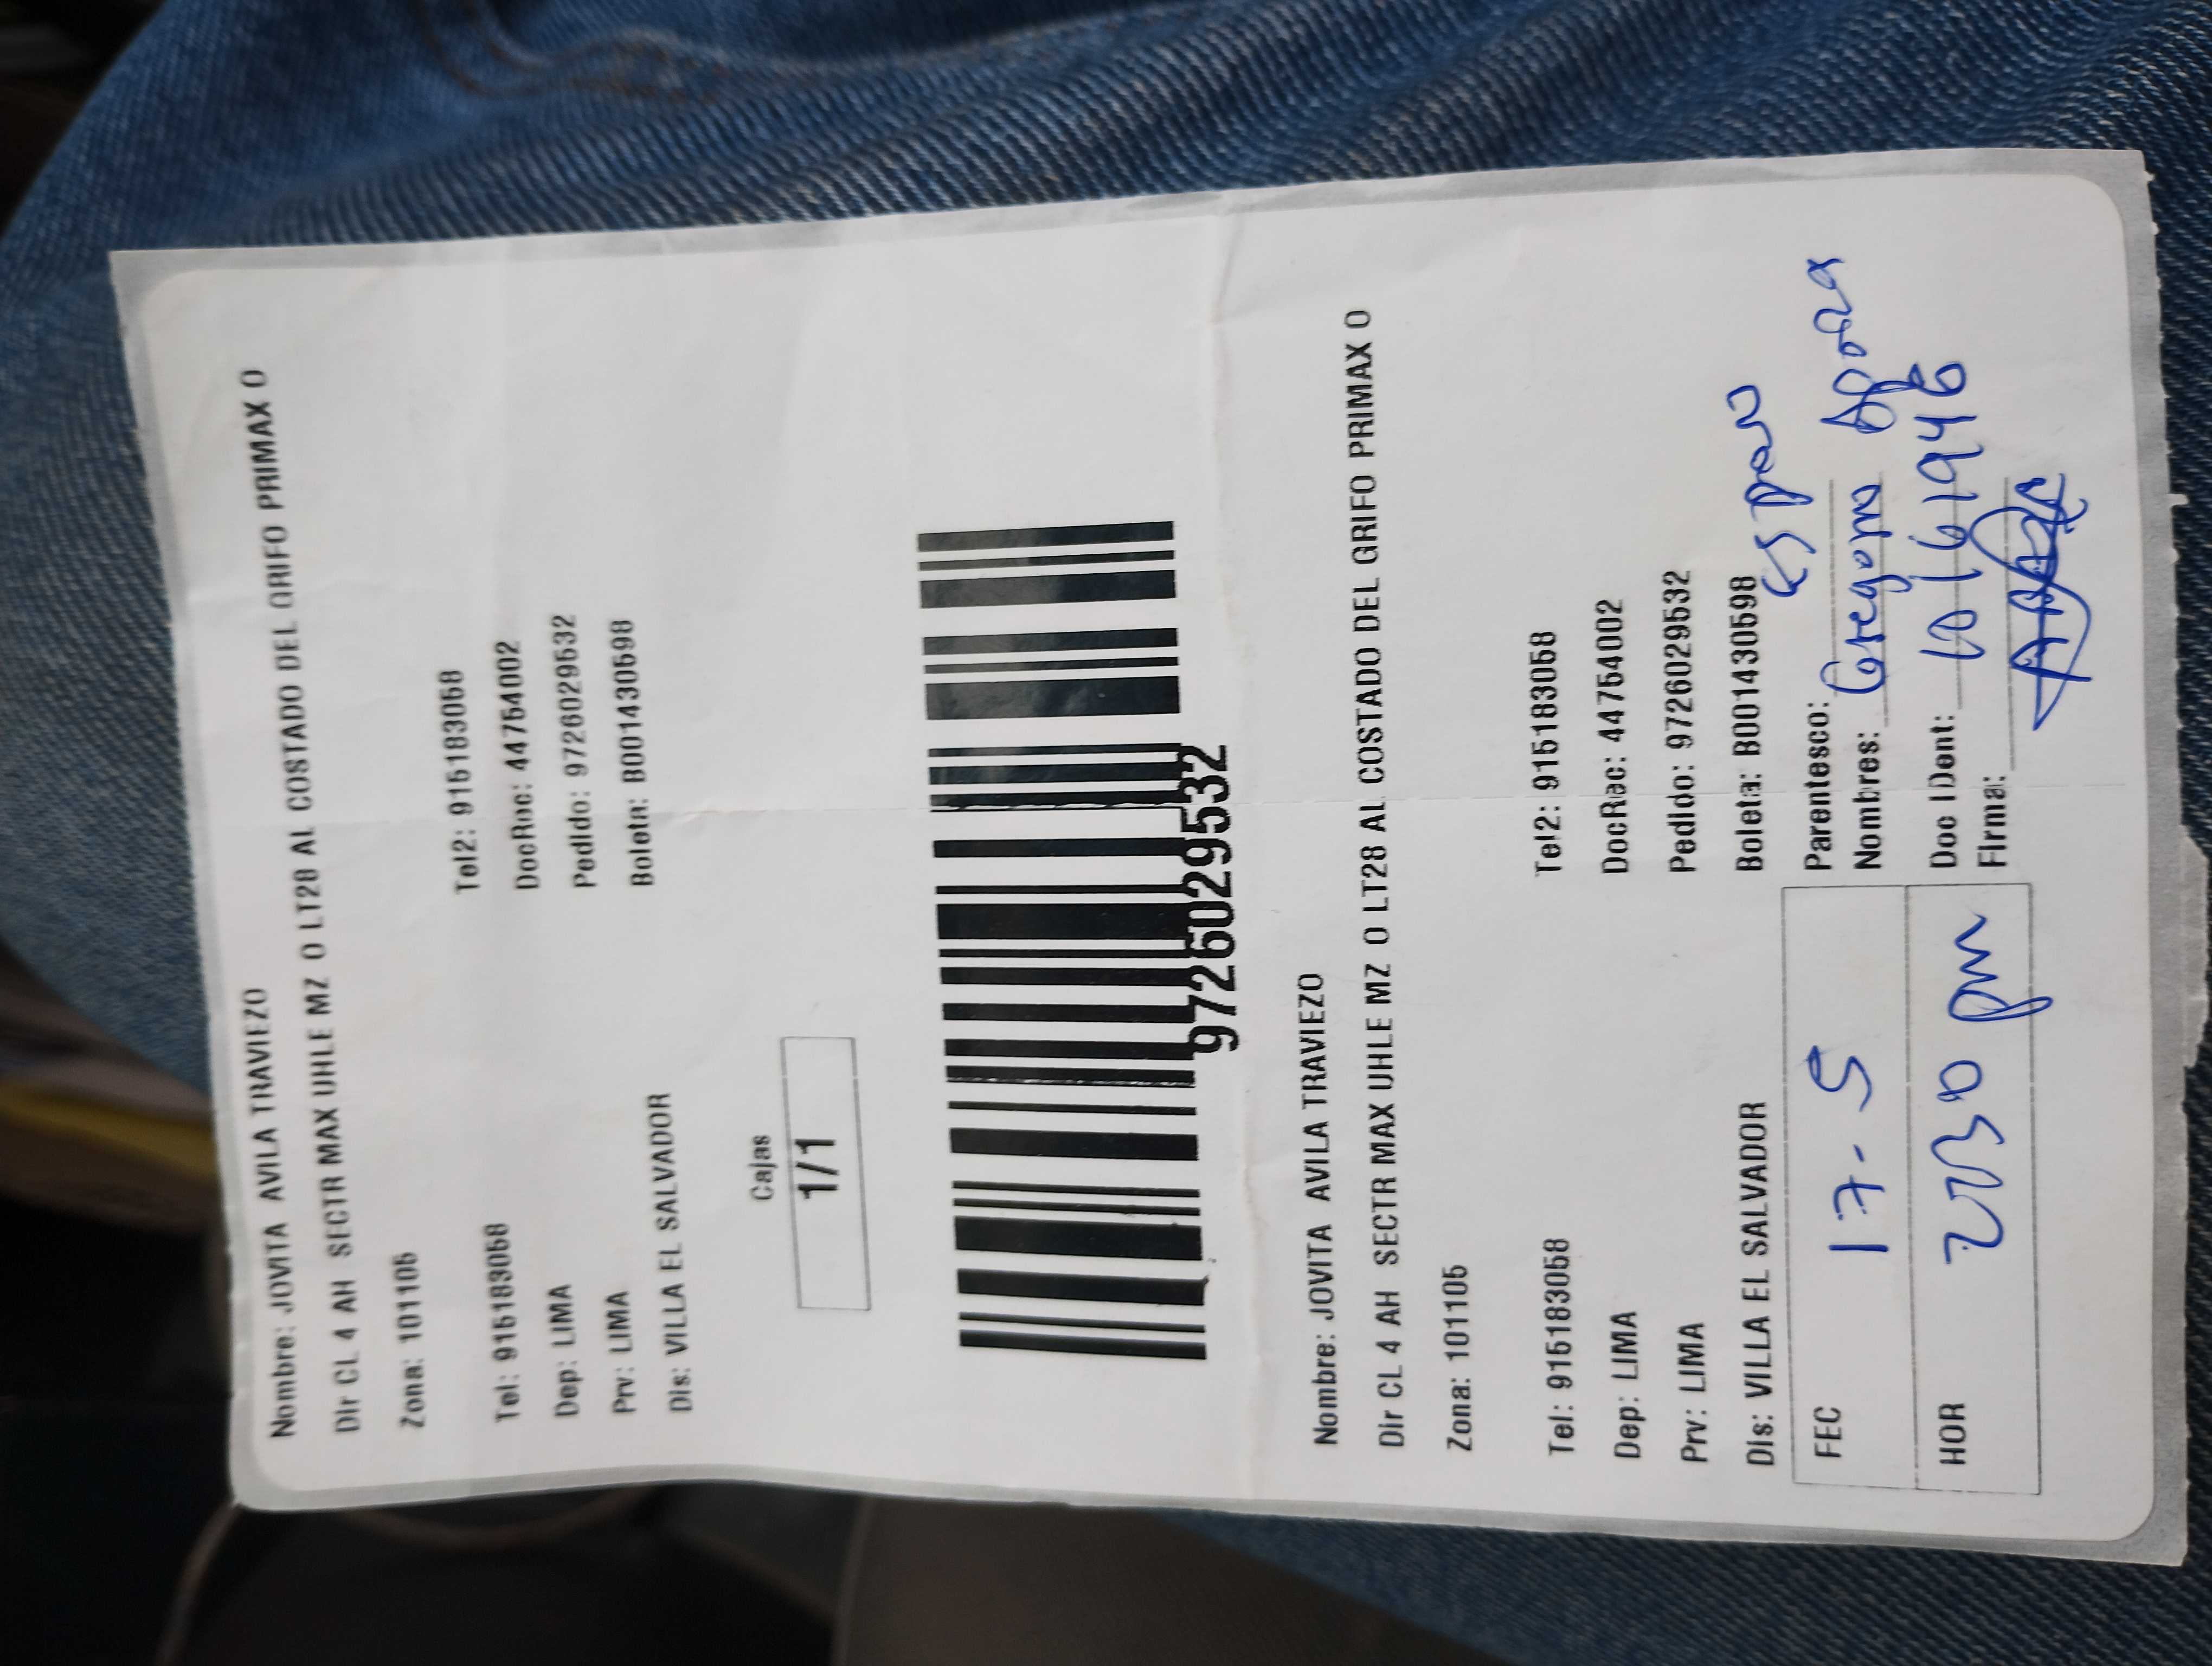 Nombre: JOVITA AVILA TRAVIEZO
Dir CL 4 AH SECTR MAX UHLE MZ O LT28 AL COSTADO DEL GRIFO PRIMAX O
Zona: 101105
Tel: 915183058 Tel2: 915183058
Dep: LIMA DocRec: 44754002
Prv: LIMA Pedido: 9726029532
Dis: VILLA EL SALVADOR Boleta: B001430598
Cajas
1/1
9726029532
Nombre: JOVITA AVILA TRAVIEZO
Dir CL 4 AH SECTR MAX UHLE MZ O LT28 AL COSTADO DEL GRIFO PRIMAX O
Zona: 101105
Tel: 915183058 Tel2: 915183058
Dep: LIMA DocRec: 44754002
Prv: LIMA Pedido: 9726029532
Dis: VILLA EL SALVADOR Boleta: B001430598
FEC 17-5 Parentesco: esposo
Nombres: Gregorio
HOR 2:30 pm Doc IDent: 10161946
Firma: